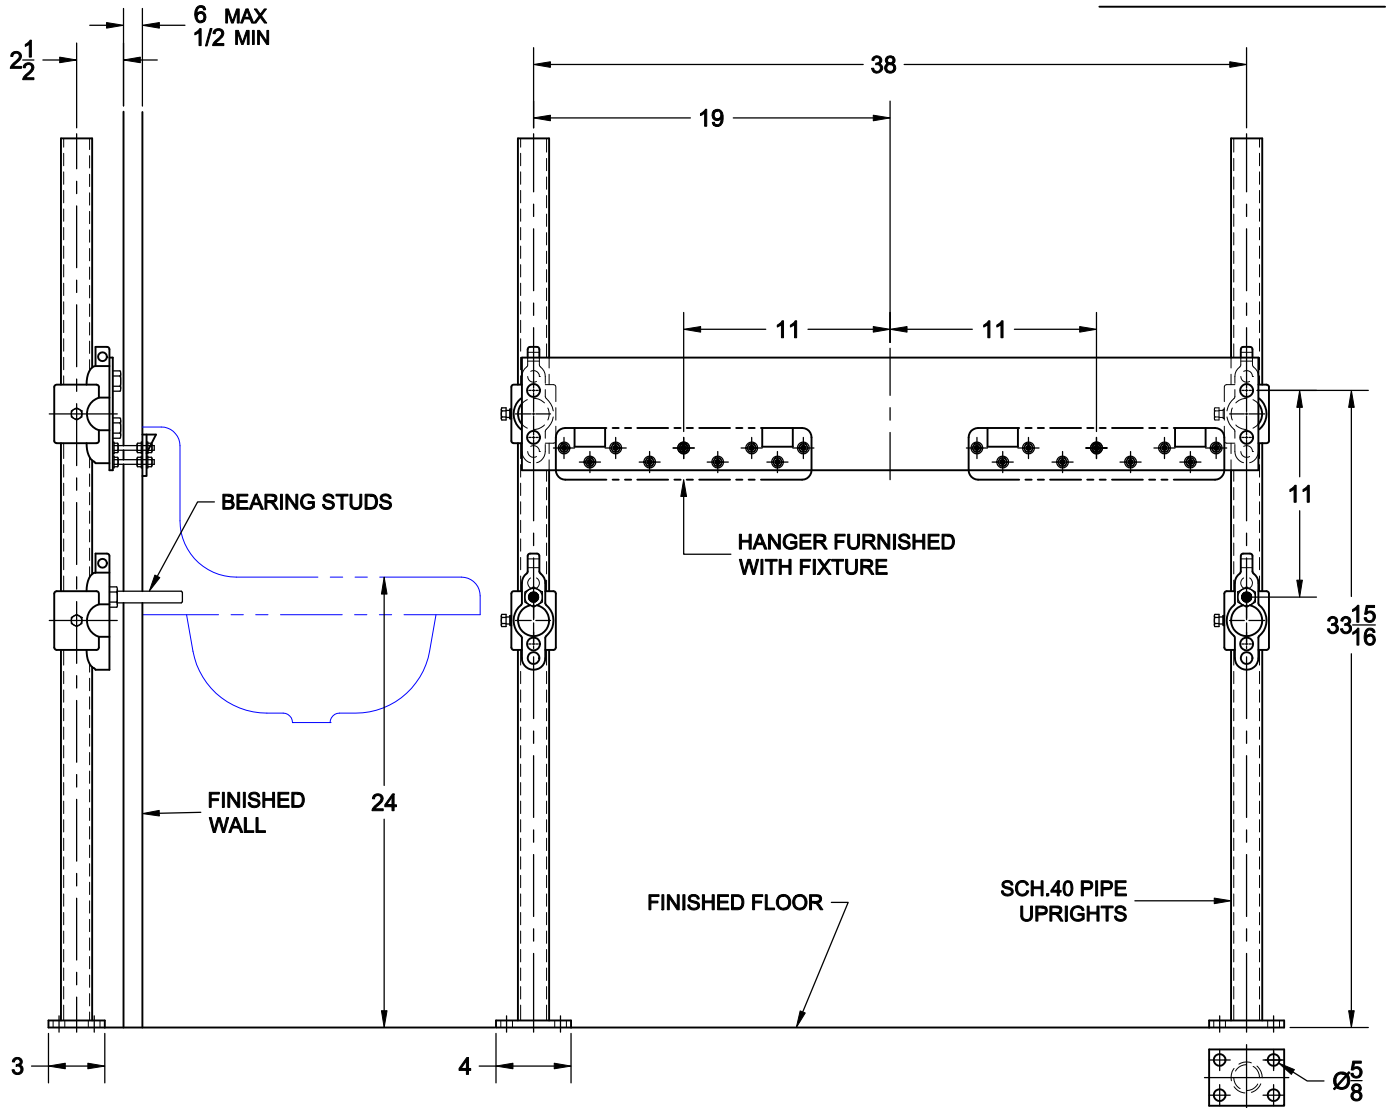 6 MAX
1/2 MIN
2 1/2
38
19
11
11
BEARING STUDS
11
HANGER FURNISHED
WITH FIXTURE
33 15/16
FINISHED
WALL
24
SCH.40 PIPE
UPRIGHTS
FINISHED FLOOR
3
4
Ø5/8